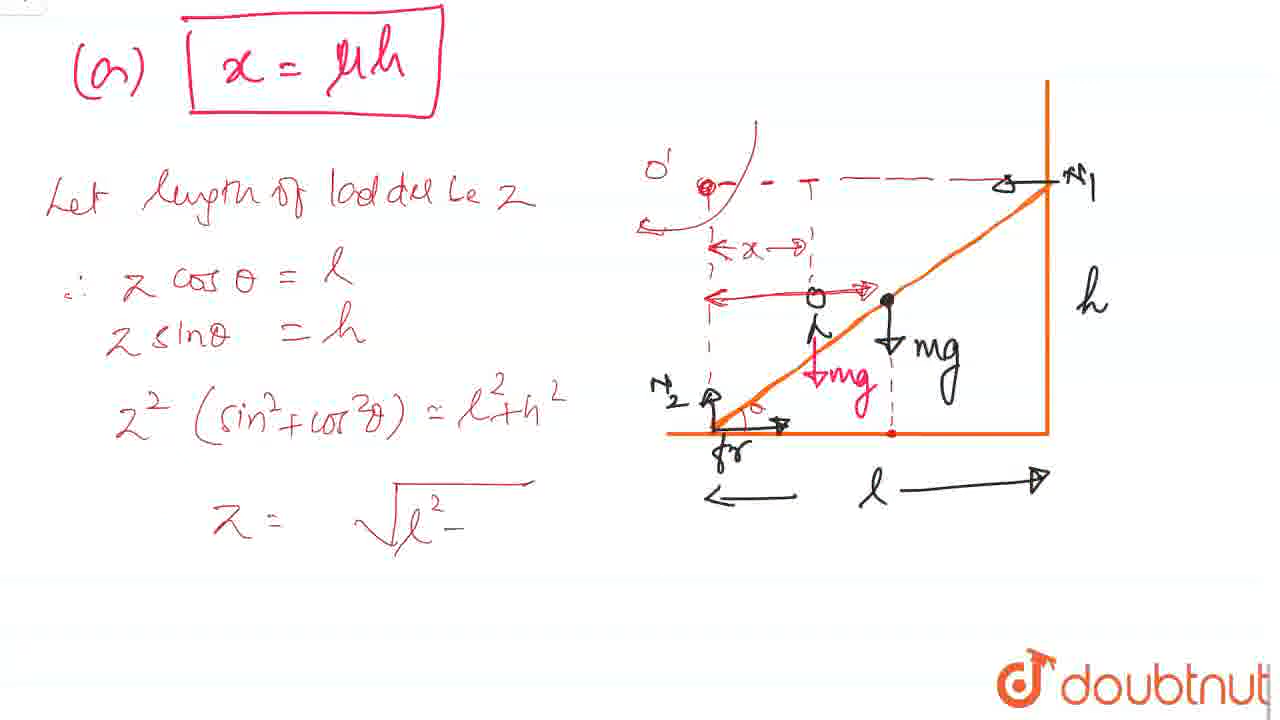 (a) x = μh
Let length of ladder be z
∴ z cos θ = l
z sinθ = h
z² (sin² + cos²θ) = l² + h²
z = √l² –
O'
N₁
x
h
mg
mg
N₂
θ
fr
l
doubtnut